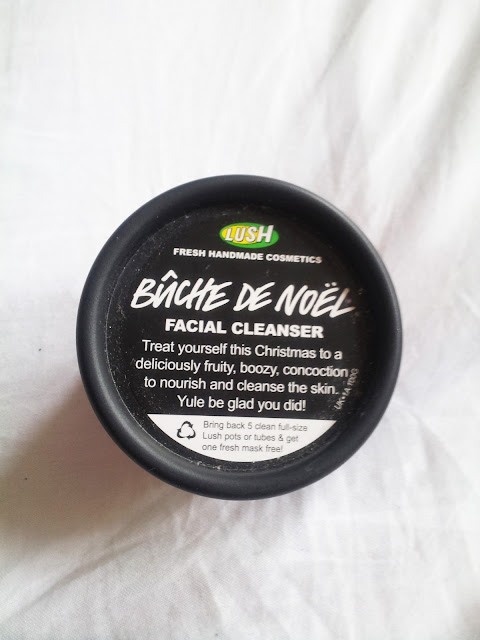 LUSH
FRESH HANDMADE COSMETICS
BÛCHE DE NOËL
FACIAL CLEANSER
Treat yourself this Christmas to a
deliciously fruity, boozy, concoction
to nourish and cleanse the skin.
Yule be glad you did!
Bring back 5 clean full-size
Lush pots or tubes & get
one fresh mask free!